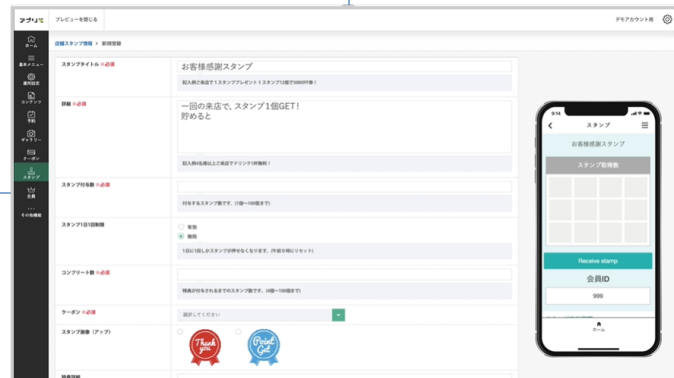 アプリモ
プレビューを閉じる
デモアカウント用
ホーム
基本メニュー
運用設定
コンテンツ
予約
ギャラリー
クーポン
スタンプ
会員
その他機能
店舗スタンプ情報 > 新規登録
スタンプタイトル ※必須
お客様感謝スタンプ
記入例)ご来店で１スタンププレゼント！スタンプ12個で500円引券！
詳細 ※必須
一回の来店で、スタンプ1個GET！
貯めると
記入例)4名様以上ご来店でドリンク1杯無料！
スタンプ付与数 ※必須
付与するスタンプ数です。(1個〜100個まで)
スタンプ1日1回制限
有効
無効
1日に1回しかスタンプが押せなくなります。(午前0時にリセット)
コンプリート数 ※必須
特典が付与されるまでのスタンプ数です。(4個〜100個まで)
クーポン ※必須
選択してください
スタンプ画像（アップ）
Thank
you
Point
Get
特典詳細
9:14
スタンプ
お客様感謝スタンプ
スタンプ取得数
Receive stamp
会員ID
999
ホーム